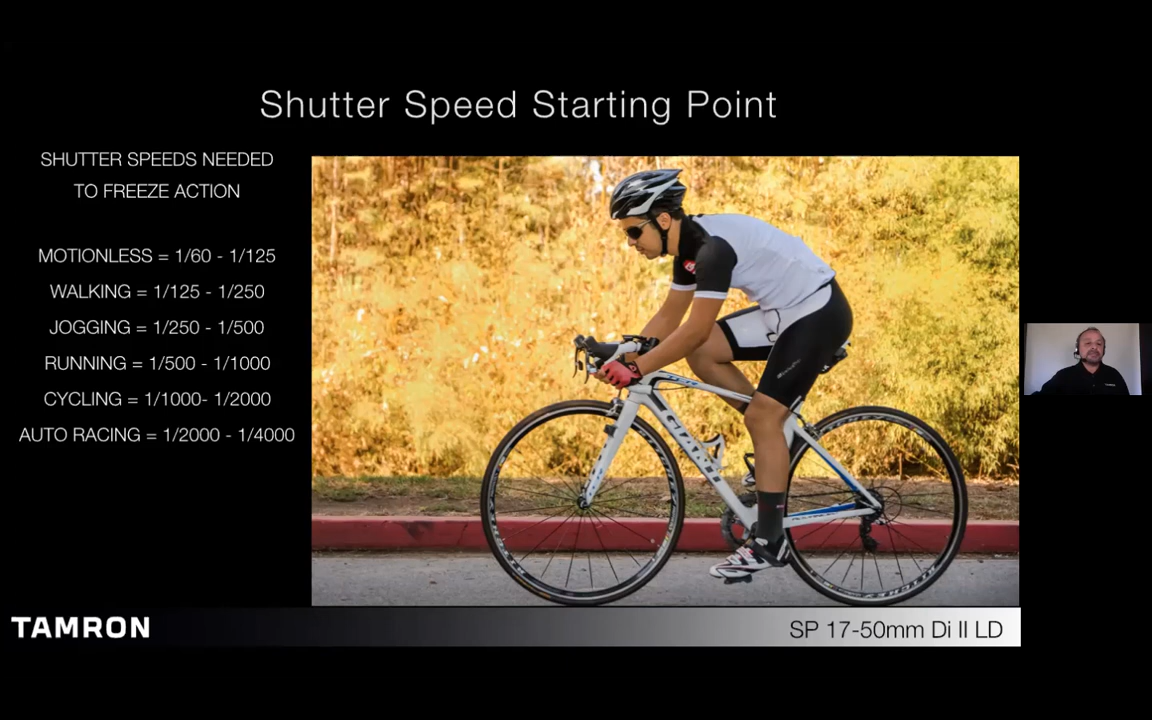 Shutter Speed Starting Point
SHUTTER SPEEDS NEEDED
TO FREEZE ACTION
MOTIONLESS = 1/60 - 1/125
WALKING = 1/125 - 1/250
JOGGING = 1/250 - 1/500
RUNNING = 1/500 - 1/1000
CYCLING = 1/1000- 1/2000
AUTO RACING = 1/2000 - 1/4000
GIANT
TAMRON
SP 17-50mm Di II LD